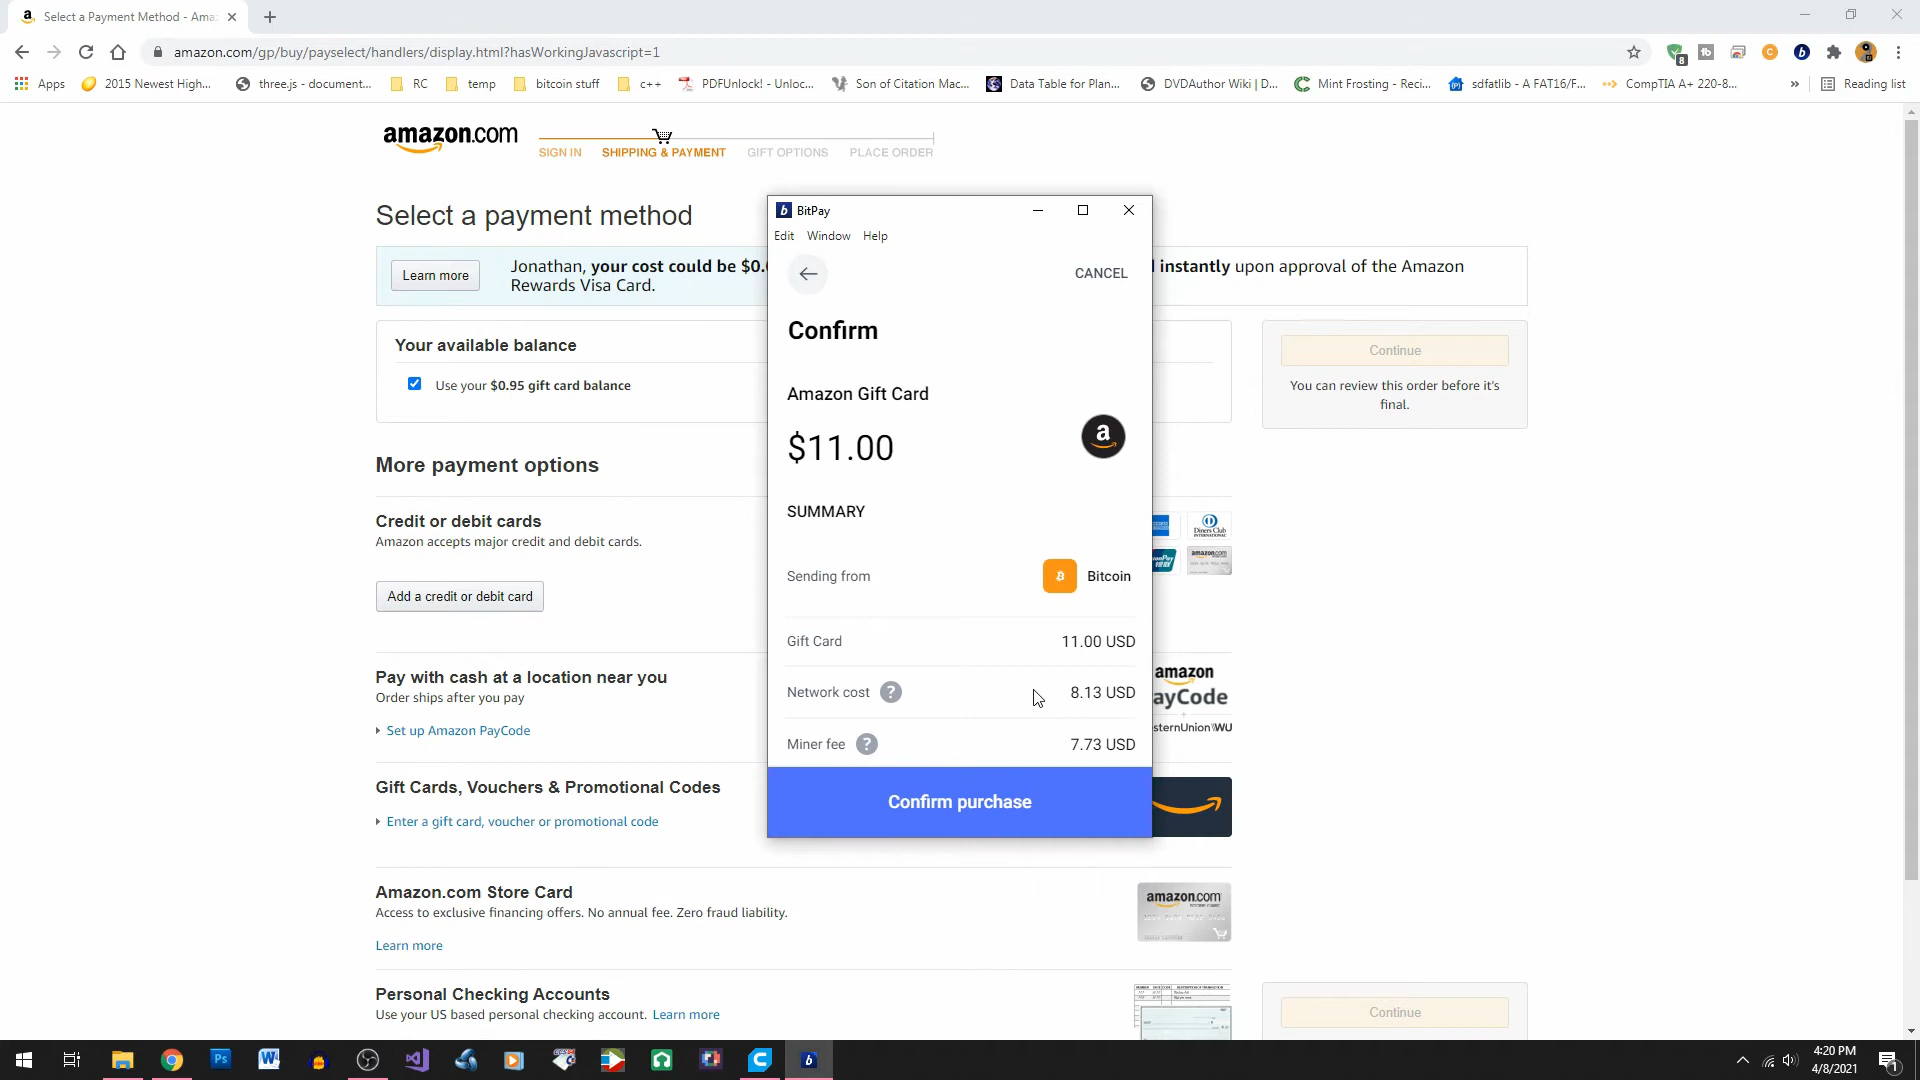 Select a Payment Method - Ama
amazon.com/gp/buy/payselect/handlers/display.html?hasWorkingJavascript=1
8
Apps
2015 Newest High...
three.js - document...
RC
temp
bitcoin stuff
c++
PDFUnlock! - Unloc...
Son of Citation Mac...
Data Table for Plan...
DVDAuthor Wiki | D...
Mint Frosting - Reci...
sdfatlib - A FAT16/F...
CompTIA A+ 220-8...
Reading list
amazon.com
SIGN IN SHIPPING & PAYMENT GIFT OPTIONS PLACE ORDER
Select a payment method
Learn more
Jonathan, your cost could be $0.
instantly upon approval of the Amazon
Rewards Visa Card.
Your available balance
Use your $0.95 gift card balance
Continue
You can review this order before it's
final.
More payment options
Credit or debit cards
Amazon accepts major credit and debit cards.
Add a credit or debit card
Diners Club
INTERNATIONAL
Pay with cash at a location near you
Order ships after you pay
Set up Amazon PayCode
amazon
ayCode
sternUnion\WU
Gift Cards, Vouchers & Promotional Codes
Enter a gift card, voucher or promotional code
Amazon.com Store Card
Access to exclusive financing offers. No annual fee. Zero fraud liability.
Learn more
amazon.com
Personal Checking Accounts
Use your US based personal checking account. Learn more
Continue
BitPay
Edit Window Help
CANCEL
Confirm
Amazon Gift Card
$11.00
a
SUMMARY
Sending from
Bitcoin
Gift Card
11.00 USD
Network cost ?
8.13 USD
Miner fee ?
7.73 USD
Confirm purchase
4:20 PM
4/8/2021
1